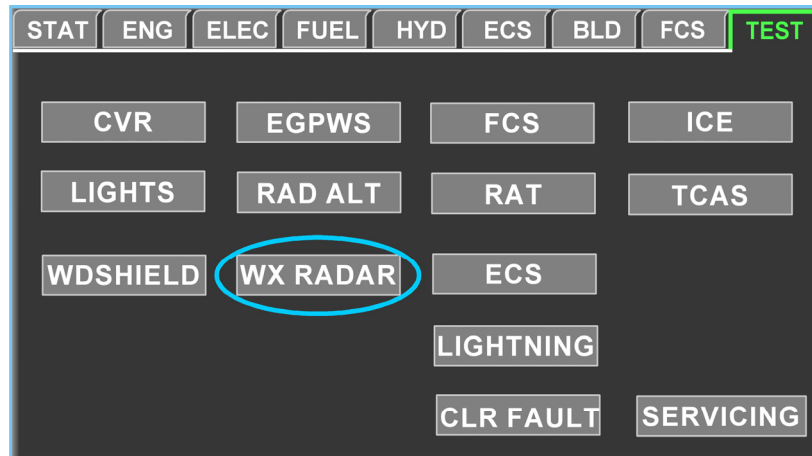 STAT ENG ELEC FUEL HYD ECS BLD FCS TEST
CVR EGPWS FCS ICE
LIGHTS RAD ALT RAT TCAS
WDSHIELD WX RADAR ECS
LIGHTNING
CLR FAULT SERVICING